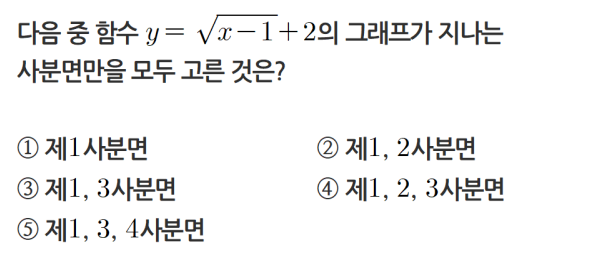 다음 중 함수 y = √(x−1)+2의 그래프가 지나는
사분면만을 모두 고른 것은?
① 제1사분면 ② 제1, 2사분면
③ 제1, 3사분면 ④ 제1, 2, 3사분면
⑤ 제1, 3, 4사분면